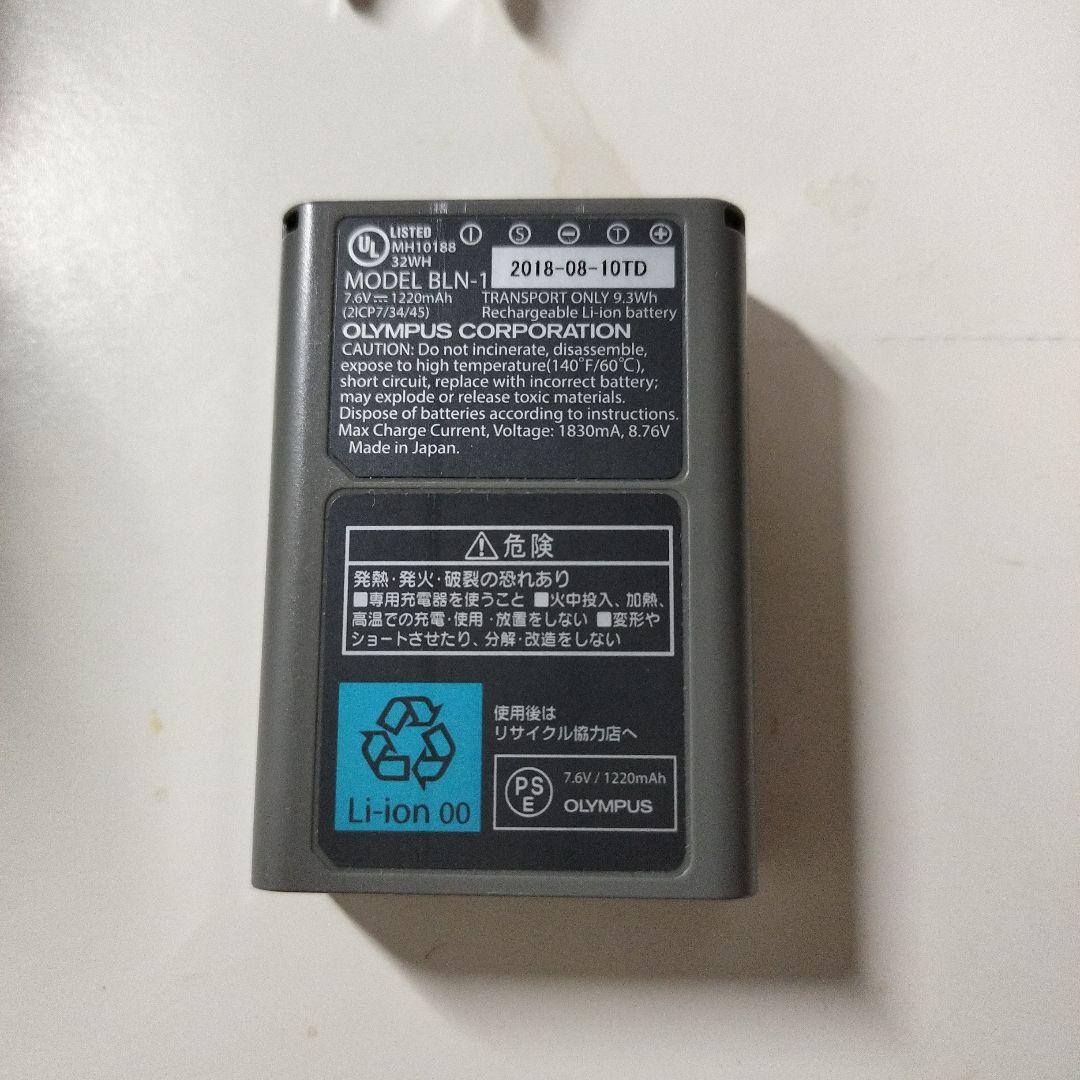 UL LISTED
MH10188
32WH
I S − T +
MODEL BLN-1
2018-08-10TD
7.6V⎓1220mAh TRANSPORT ONLY 9.3Wh
(2ICP7/34/45) Rechargeable Li-ion battery
OLYMPUS CORPORATION
CAUTION: Do not incinerate, disassemble,
expose to high temperature(140°F/60℃),
short circuit, replace with incorrect battery;
may explode or release toxic materials.
Dispose of batteries according to instructions.
Max Charge Current, Voltage: 1830mA, 8.76V
Made in Japan.
⚠危険
発熱・発火・破裂の恐れあり
■専用充電器を使うこと ■火中投入、加熱、
高温での充電・使用・放置をしない ■変形や
ショートさせたり、分解・改造をしない
使用後は
リサイクル協力店へ
Li-ion 00
PSE
7.6V / 1220mAh
OLYMPUS